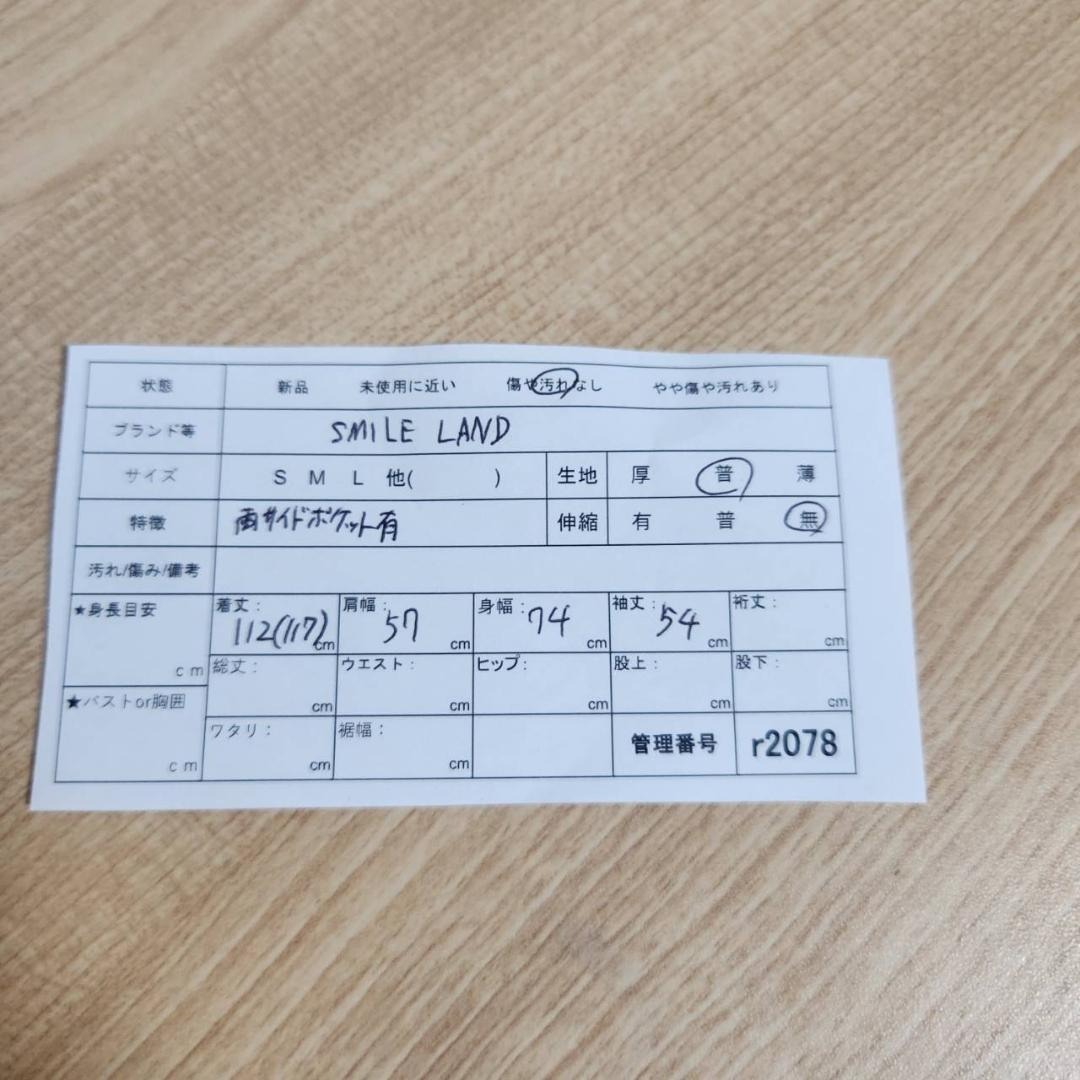 状態 新品 未使用に近い 傷や汚れなし やや傷や汚れあり
ブランド等 SMILE LAND
サイズ S M L 他( ) 生地 厚 普 薄
特徴 両サイドポケット有 伸縮 有 普 無
汚れ/傷み/備考
★身長目安 cm 着丈: 112(117)cm 肩幅: 57 cm 身幅: 74 cm 袖丈: 54 cm 裄丈: cm
総丈: cm ウエスト: cm ヒップ: cm 股上: cm 股下: cm
★バストor胸囲 cm ワタリ: cm 裾幅: cm 管理番号 r2078